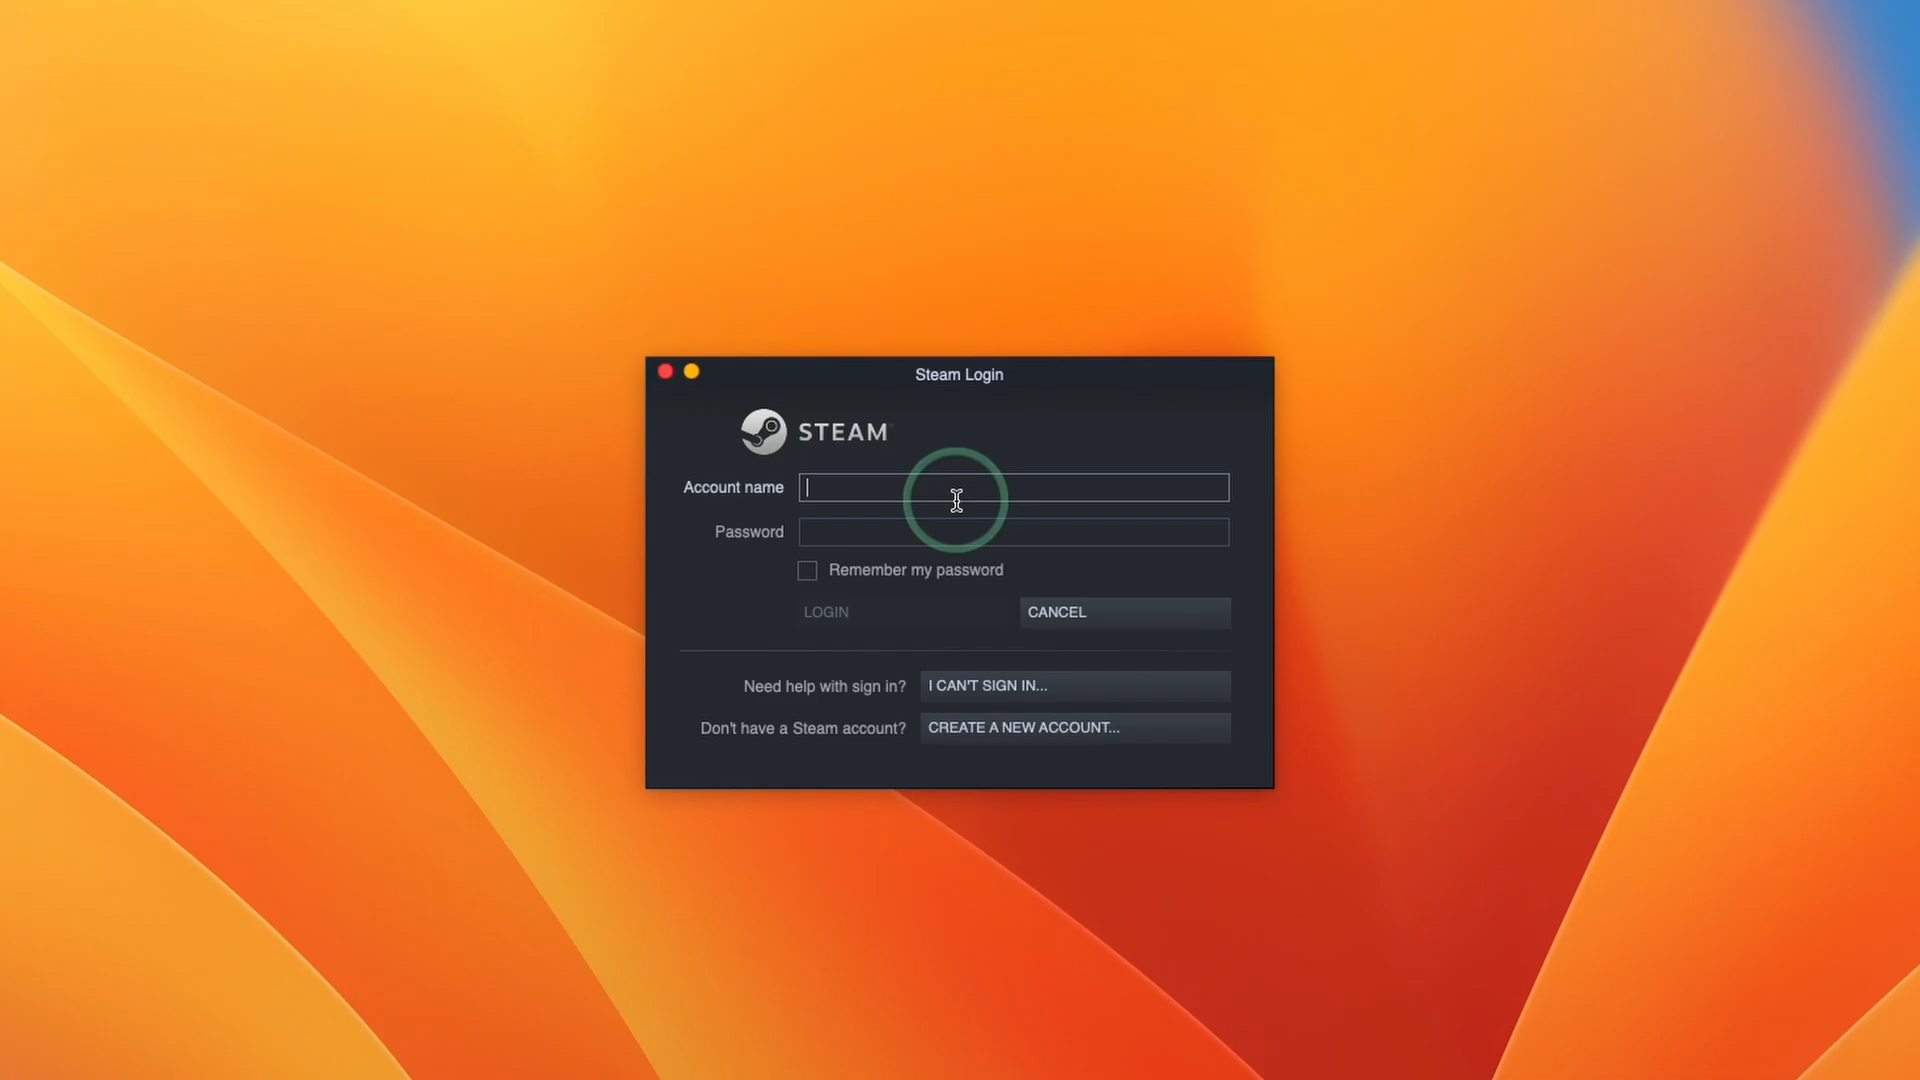 Steam Login
STEAM
Account name
Password
Remember my password
LOGIN
CANCEL
Need help with sign in?
I CAN'T SIGN IN...
Don't have a Steam account?
CREATE A NEW ACCOUNT...